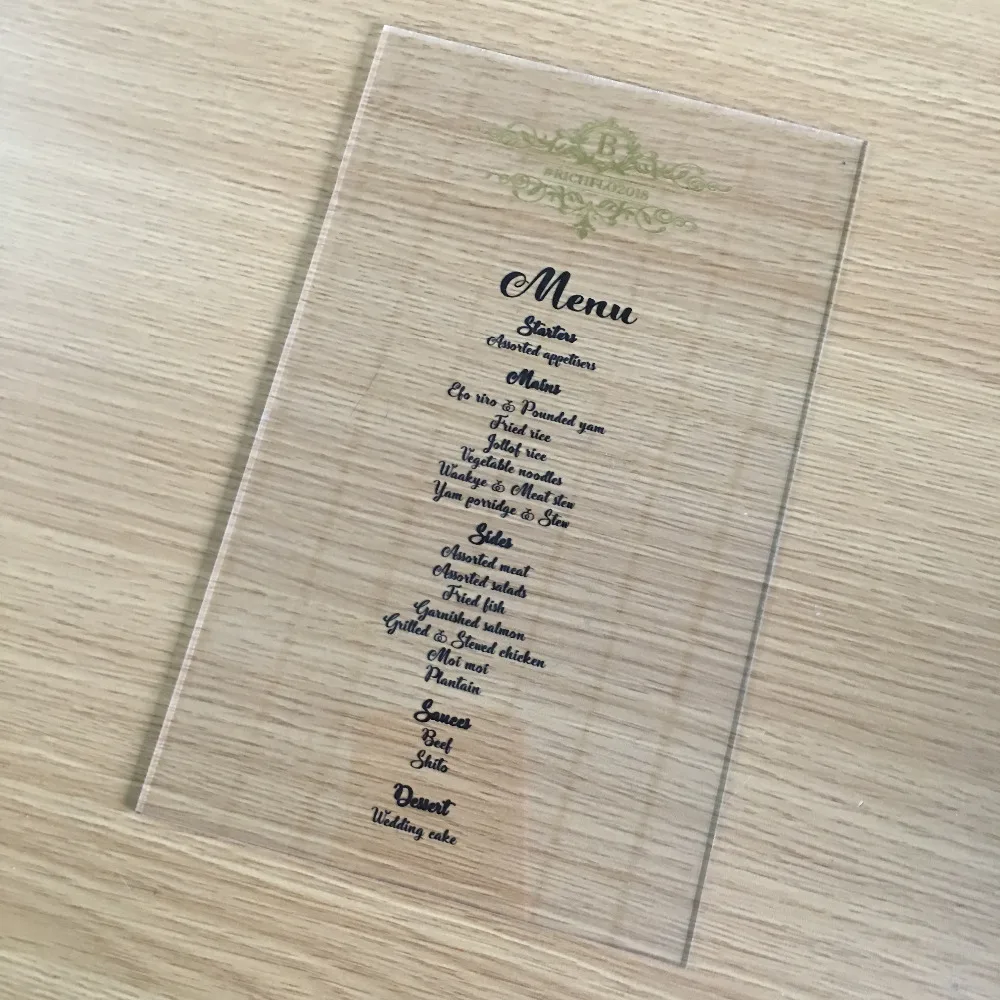 B
#RICHFLO2018
Menu
Starters
Assorted appetisers
Mains
Efo riro & Pounded yam
Fried rice
Jollof rice
Vegetable noodles
Waakye & Meat stew
Yam porridge & Stew
Sides
Assorted meat
Assorted salads
Fried fish
Garnished salmon
Grilled & Stewed chicken
Moi moi
Plantain
Sauces
Beef
Shito
Dessert
Wedding cake